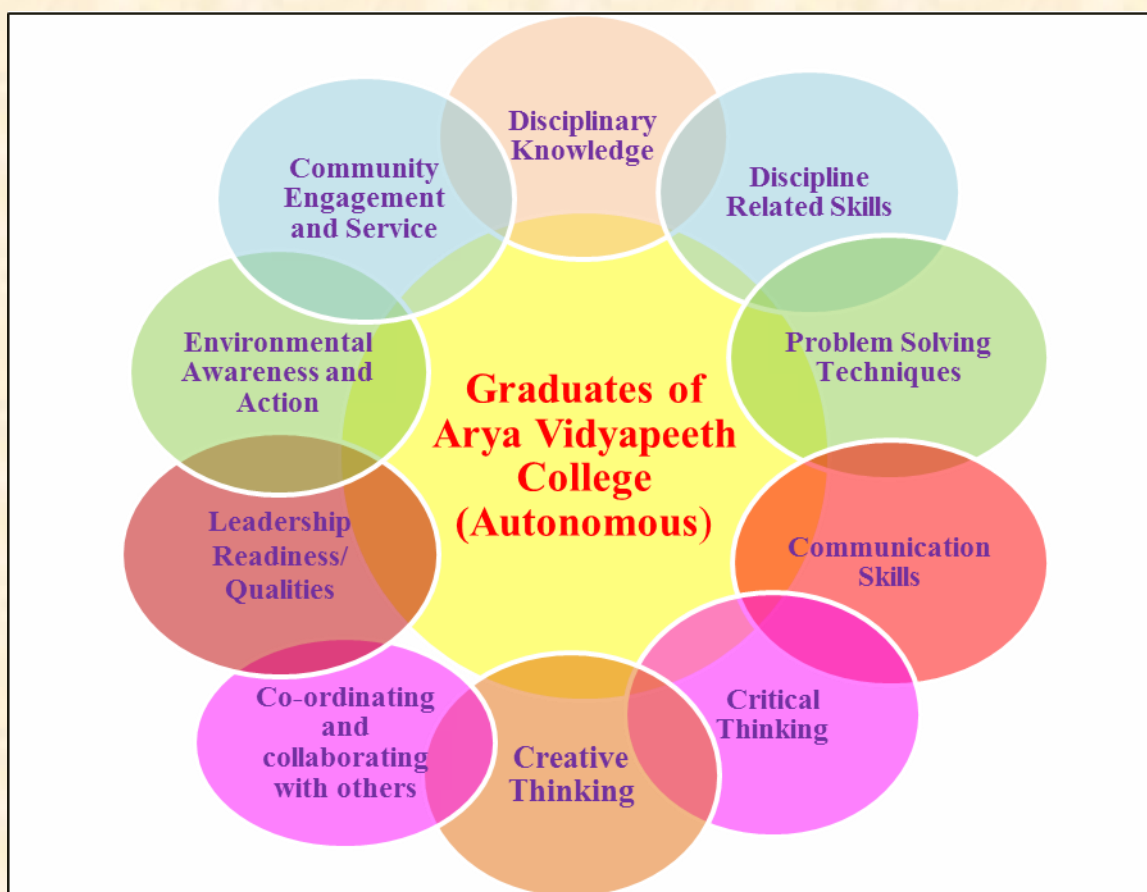 Disciplinary
Knowledge
Discipline
Related Skills
Problem Solving
Techniques
Communication
Skills
Critical
Thinking
Creative
Thinking
Co-ordinating
and
collaborating
with others
Leadership
Readiness/
Qualities
Environmental
Awareness and
Action
Community
Engagement
and Service
Graduates of
Arya Vidyapeeth
College
(Autonomous)